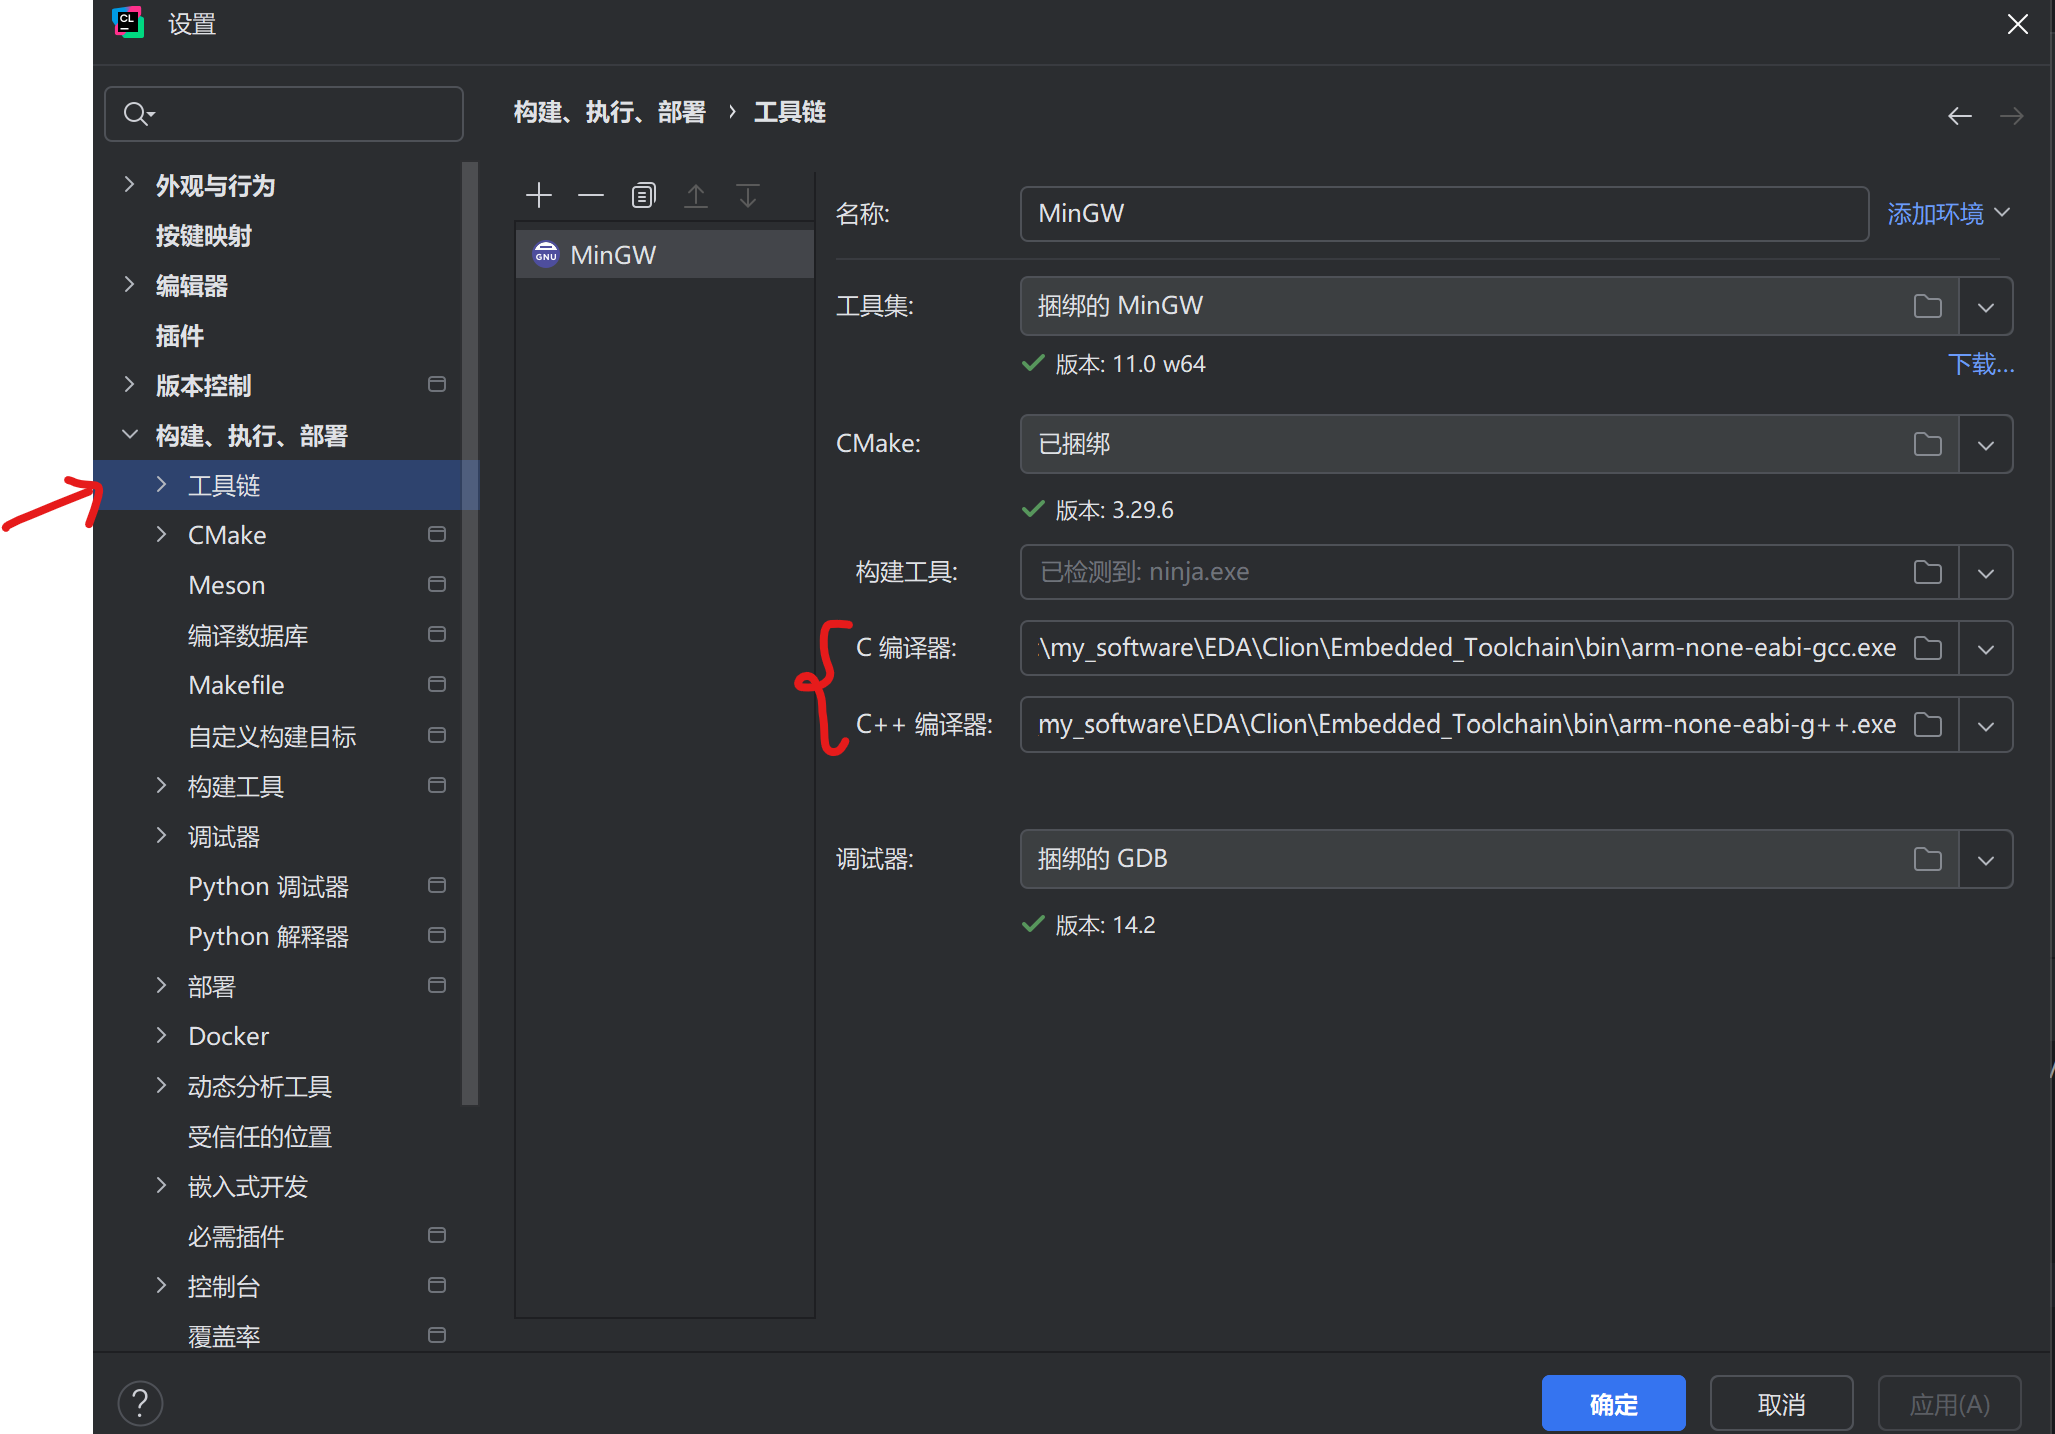 设置
外观与行为
按键映射
编辑器
插件
版本控制
构建、执行、部署
工具链
CMake
Meson
编译数据库
Makefile
自定义构建目标
构建工具
调试器
Python 调试器
Python 解释器
部署
Docker
动态分析工具
受信任的位置
嵌入式开发
必需插件
控制台
覆盖率
构建、执行、部署 › 工具链
MinGW
名称: MinGW 添加环境
工具集: 捆绑的 MinGW
版本: 11.0 w64 下载...
CMake: 已捆绑
版本: 3.29.6
构建工具: 已检测到: ninja.exe
C 编译器: :\my_software\EDA\Clion\Embedded_Toolchain\bin\arm-none-eabi-gcc.exe
C++ 编译器: my_software\EDA\Clion\Embedded_Toolchain\bin\arm-none-eabi-g++.exe
调试器: 捆绑的 GDB
版本: 14.2
? 确定 取消 应用(A)